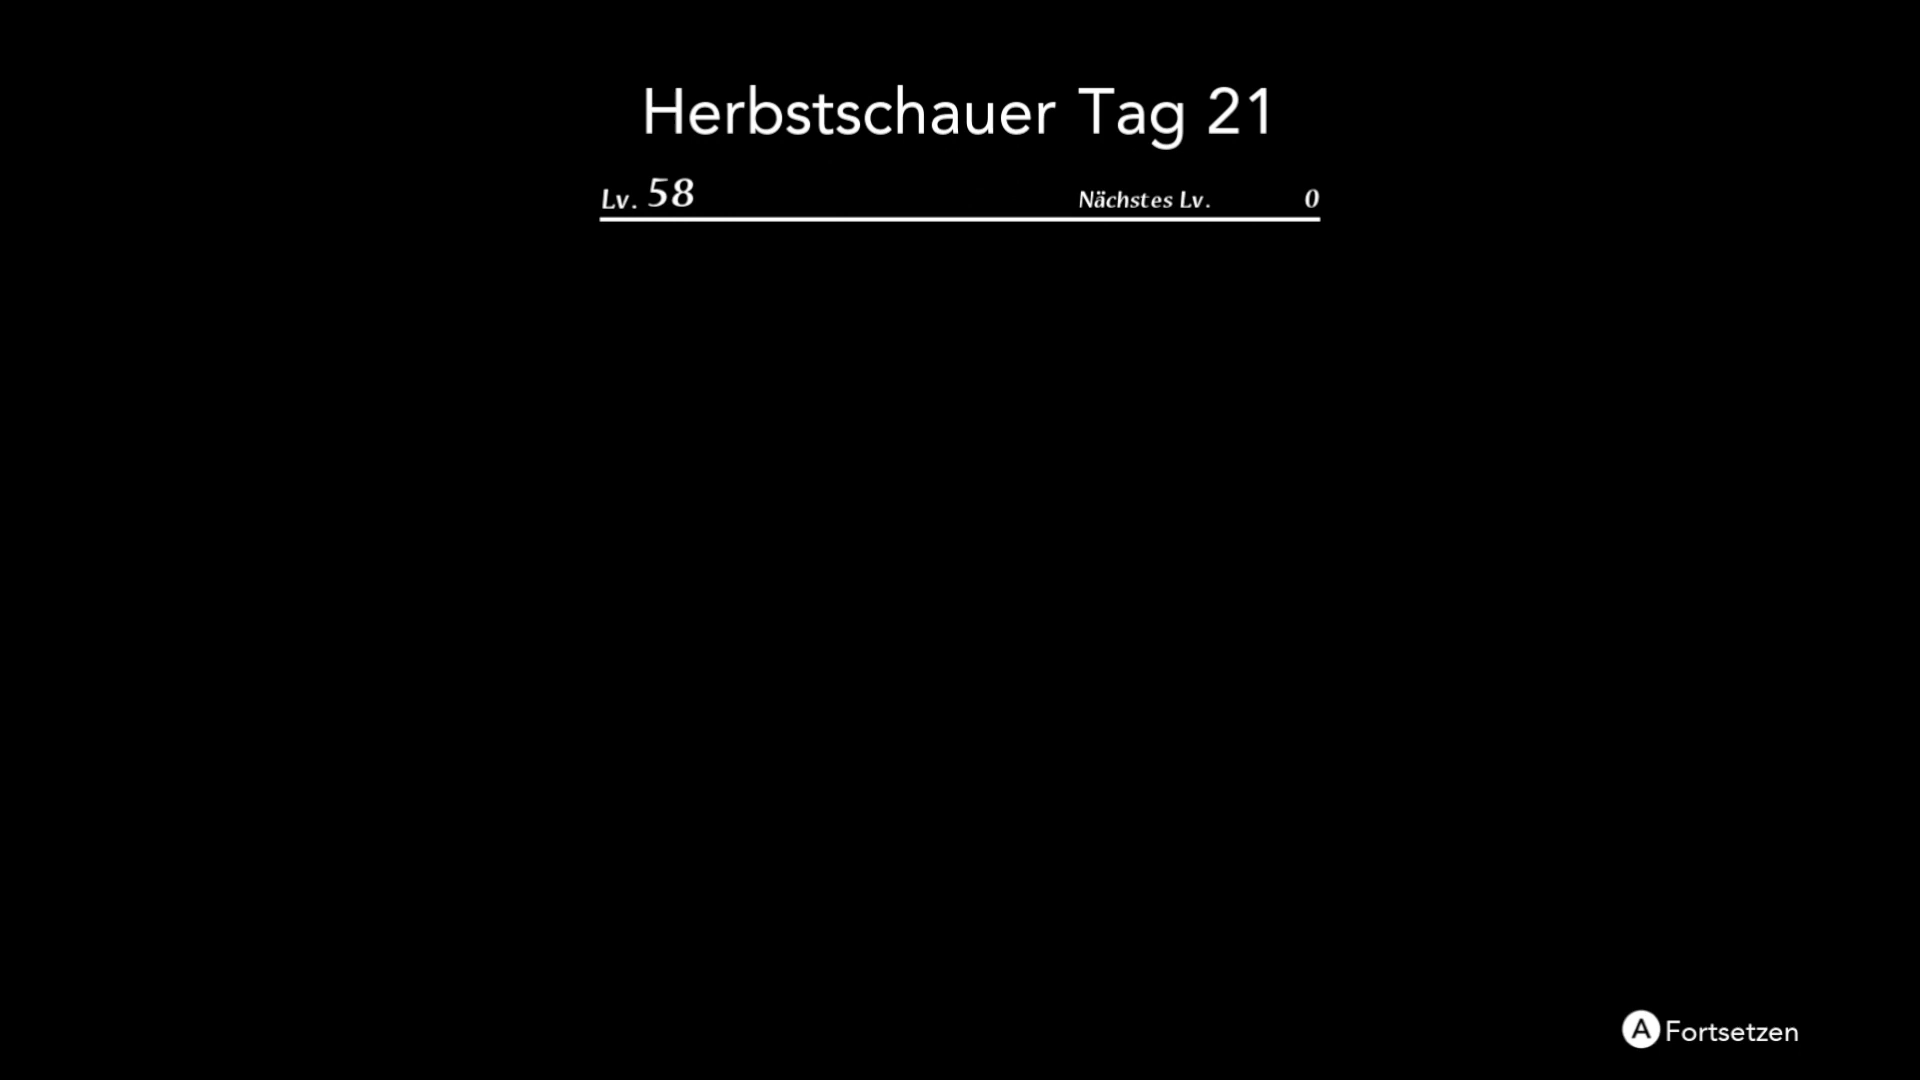 Herbstschauer Tag 21
Lv. 58 Nächstes Lv. 0
A Fortsetzen